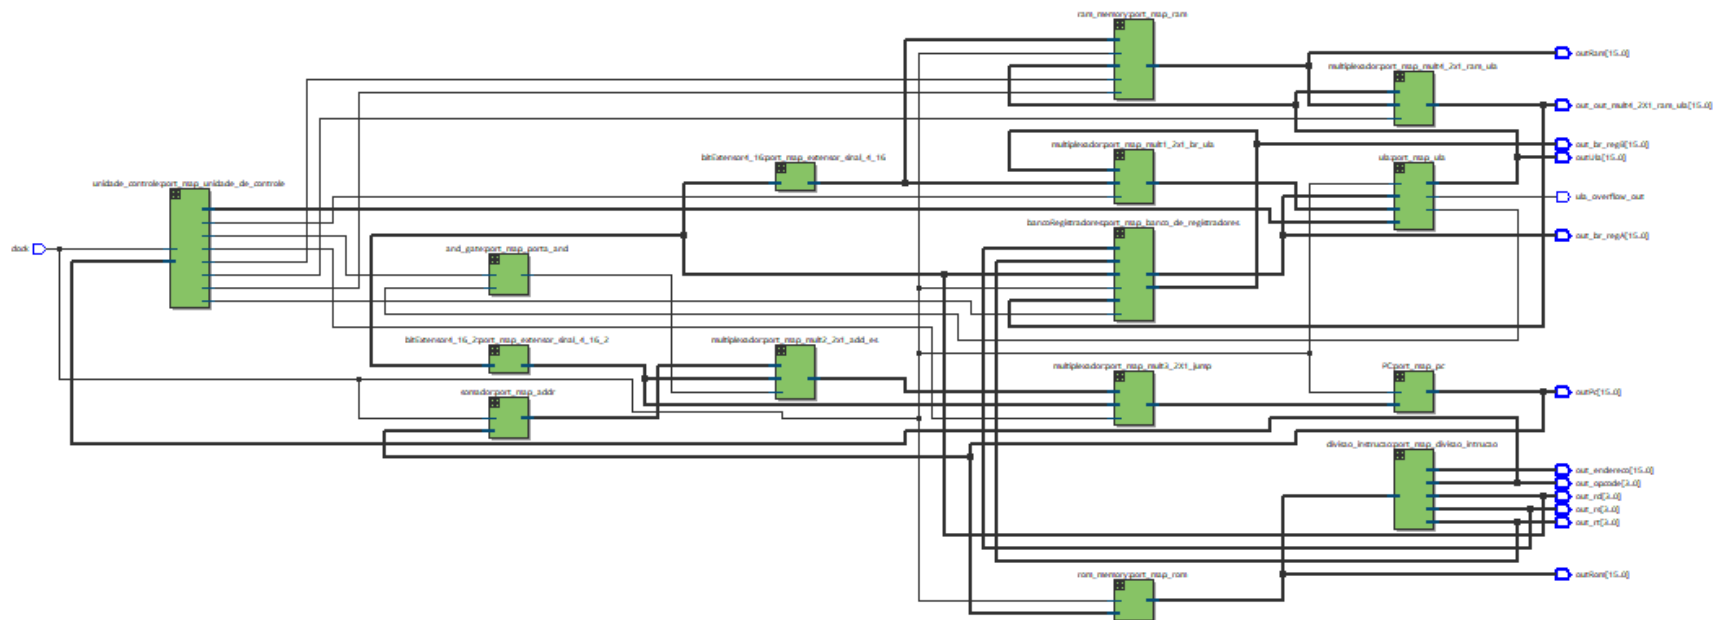 ram_memory:port_map_ram
outRam[15..0]
multiplexador:port_map_mult4_2x1_ram_ula
out_out_mult4_2X1_ram_ula[15..0]
multiplexador:port_map_mult1_2x1_br_ula
out_br_regB[15..0]
bitExtensor4_16:port_map_extensor_sinal_4_16
ula:port_map_ula
outUla[15..0]
unidade_controle:port_map_unidade_de_controle
ula_overflow_out
bancoRegistradores:port_map_banco_de_registradores
out_br_regA[15..0]
clock
and_gate:port_map_porta_and
bitExtensor4_16_2:port_map_extensor_sinal_4_16_2
multiplexador:port_map_mult2_2x1_add_es
multiplexador:port_map_mult3_2X1_jump
PC:port_map_pc
somador:port_map_addr
outPc[15..0]
divisao_instrucao:port_map_divisao_intrucao
out_endereco[15..0]
out_opcode[3..0]
out_rd[3..0]
out_rs[3..0]
out_rt[3..0]
rom_memory:port_map_rom
outRom[15..0]